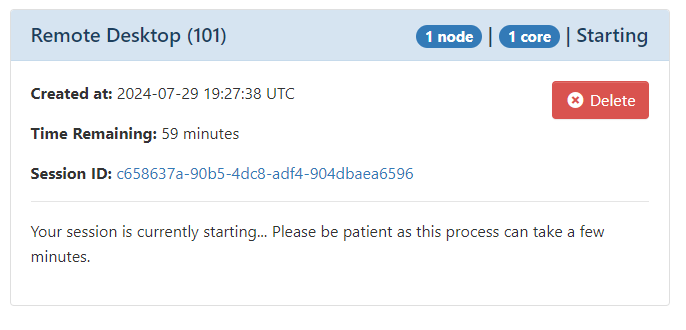 Remote Desktop (101) 1 node | 1 core | Starting
Created at: 2024-07-29 19:27:38 UTC
Delete
Time Remaining: 59 minutes
Session ID: c658637a-90b5-4dc8-adf4-904dbaea6596
Your session is currently starting... Please be patient as this process can take a few
minutes.